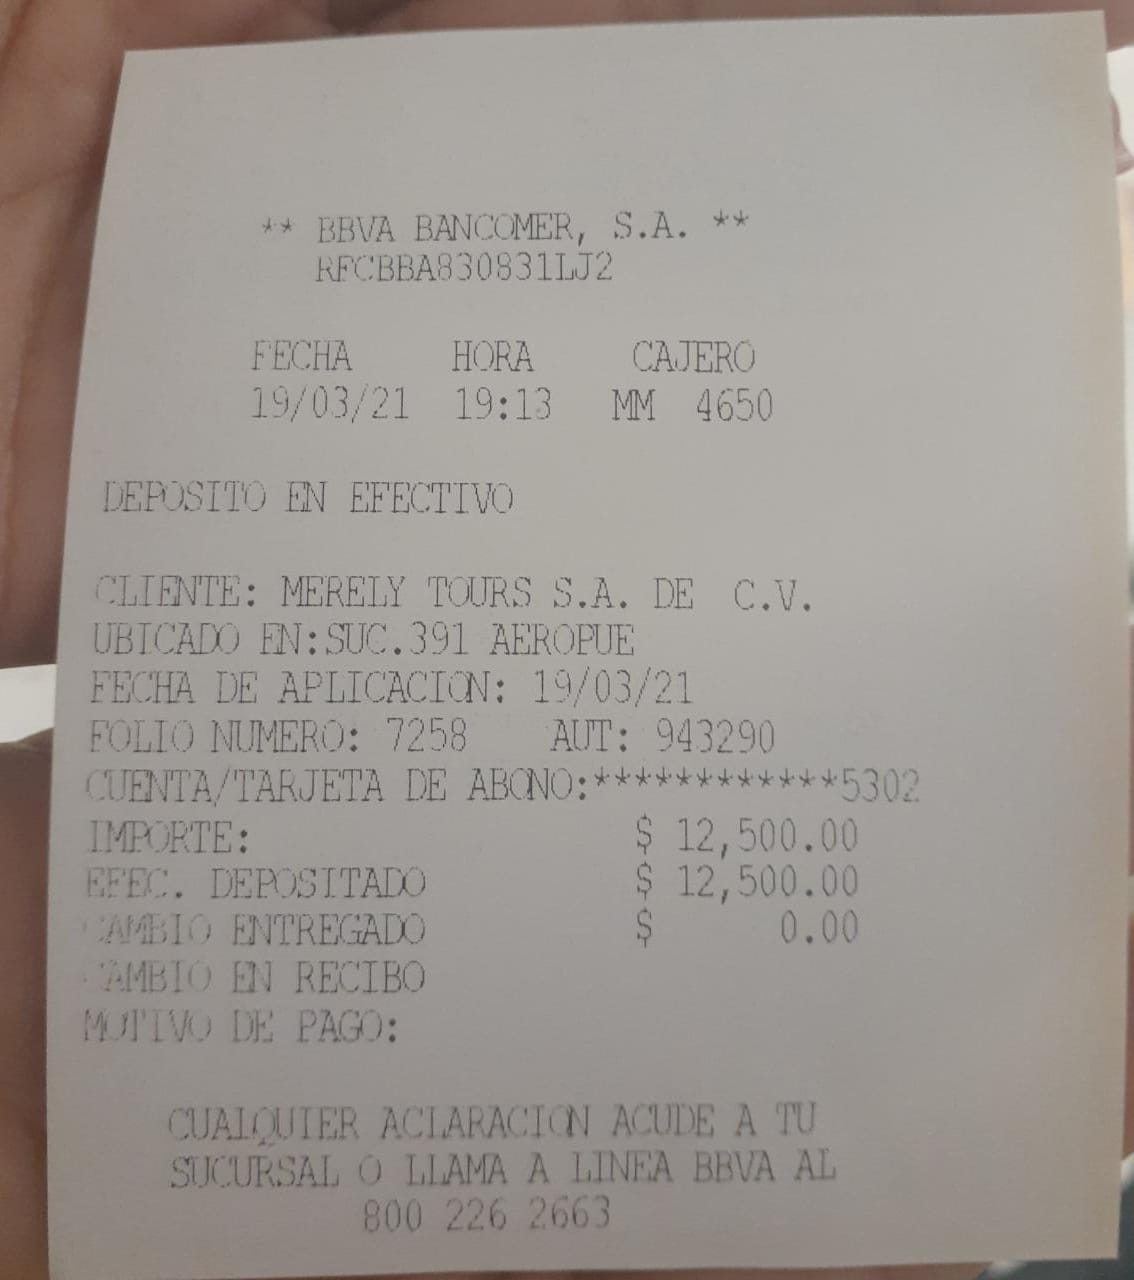 ** BBVA BANCOMER, S.A. **
RFCBBA830831LJ2
FECHA HORA CAJERO
19/03/21 19:13 MM 4650
DEPOSITO EN EFECTIVO
CLIENTE: MERELY TOURS S.A. DE C.V.
UBICADO EN:SUC.391 AEROPUE
FECHA DE APLICACION: 19/03/21
FOLIO NUMERO: 7258 AUT: 943290
CUENTA/TARJETA DE ABONO:************5302
IMPORTE: $ 12,500.00
EFEC. DEPOSITADO $ 12,500.00
CAMBIO ENTREGADO $ 0.00
CAMBIO EN RECIBO
MOTIVO DE PAGO:
CUALQUIER ACLARACION ACUDE A TU
SUCURSAL O LLAMA A LINEA BBVA AL
800 226 2663